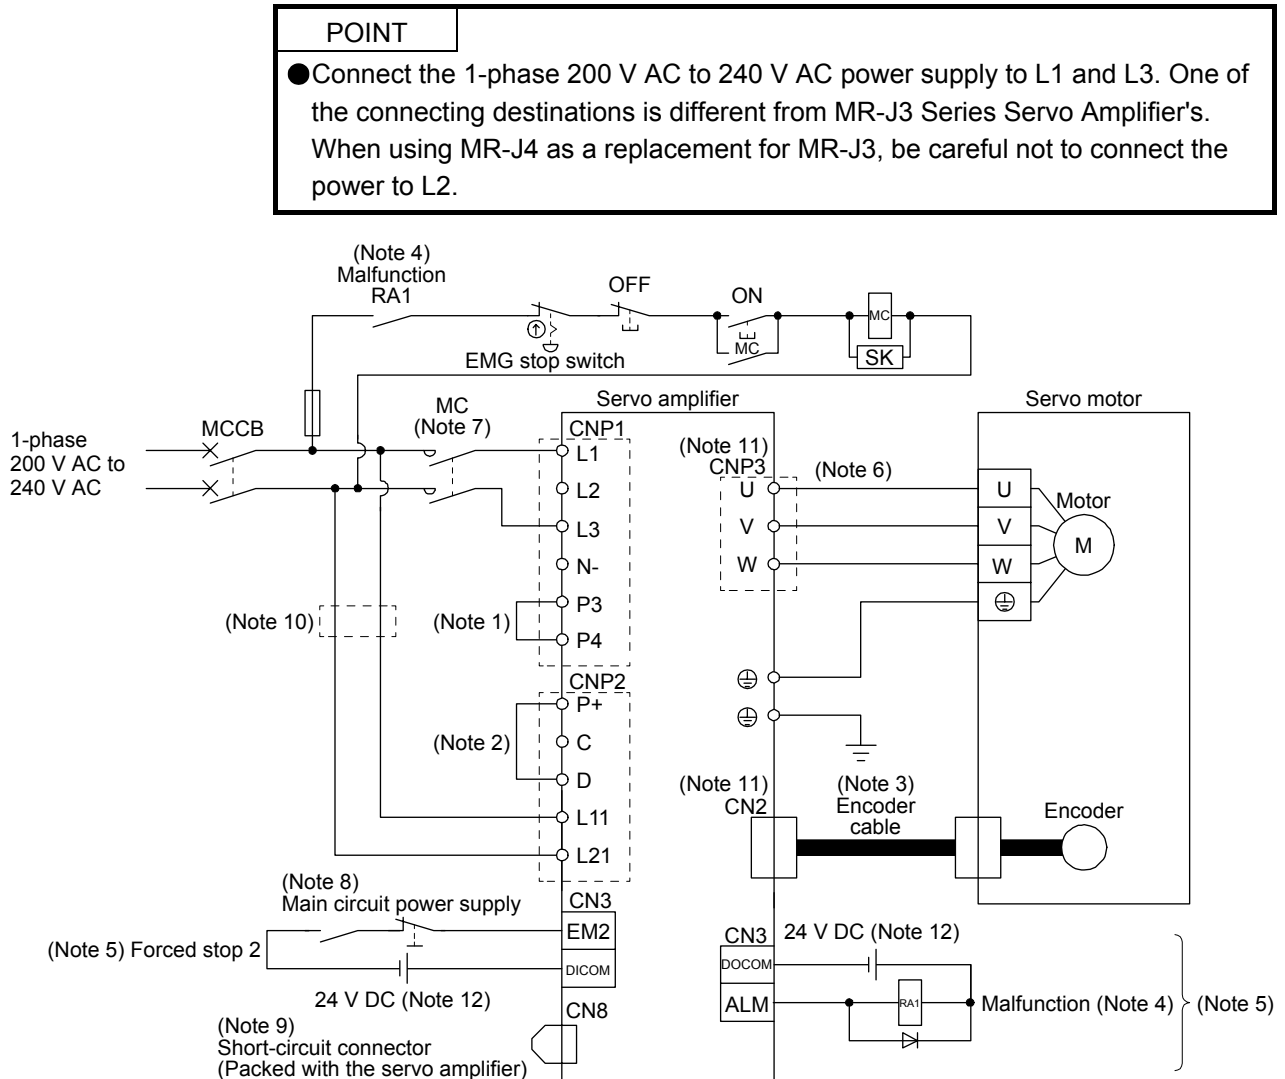 POINT
●Connect the 1-phase 200 V AC to 240 V AC power supply to L1 and L3. One of
the connecting destinations is different from MR-J3 Series Servo Amplifier's.
When using MR-J4 as a replacement for MR-J3, be careful not to connect the
power to L2.
(Note 4)
Malfunction
RA1
OFF
ON
MC
MC
SK
EMG stop switch
1-phase
200 V AC to
240 V AC
MCCB
MC
(Note 7)
Servo amplifier
Servo motor
CNP1
L1
L2
L3
N-
P3
P4
(Note 1)
(Note 10)
(Note 11)
CNP3
U
V
W
(Note 6)
U
V
W
Motor
M
CNP2
P+
C
D
L11
L21
(Note 2)
(Note 11)
CN2
(Note 3)
Encoder
cable
Encoder
(Note 8)
Main circuit power supply
(Note 5) Forced stop 2
24 V DC (Note 12)
CN3
EM2
DICOM
CN8
(Note 9)
Short-circuit connector
(Packed with the servo amplifier)
CN3
DOCOM
ALM
24 V DC (Note 12)
RA1
Malfunction (Note 4)
(Note 5)